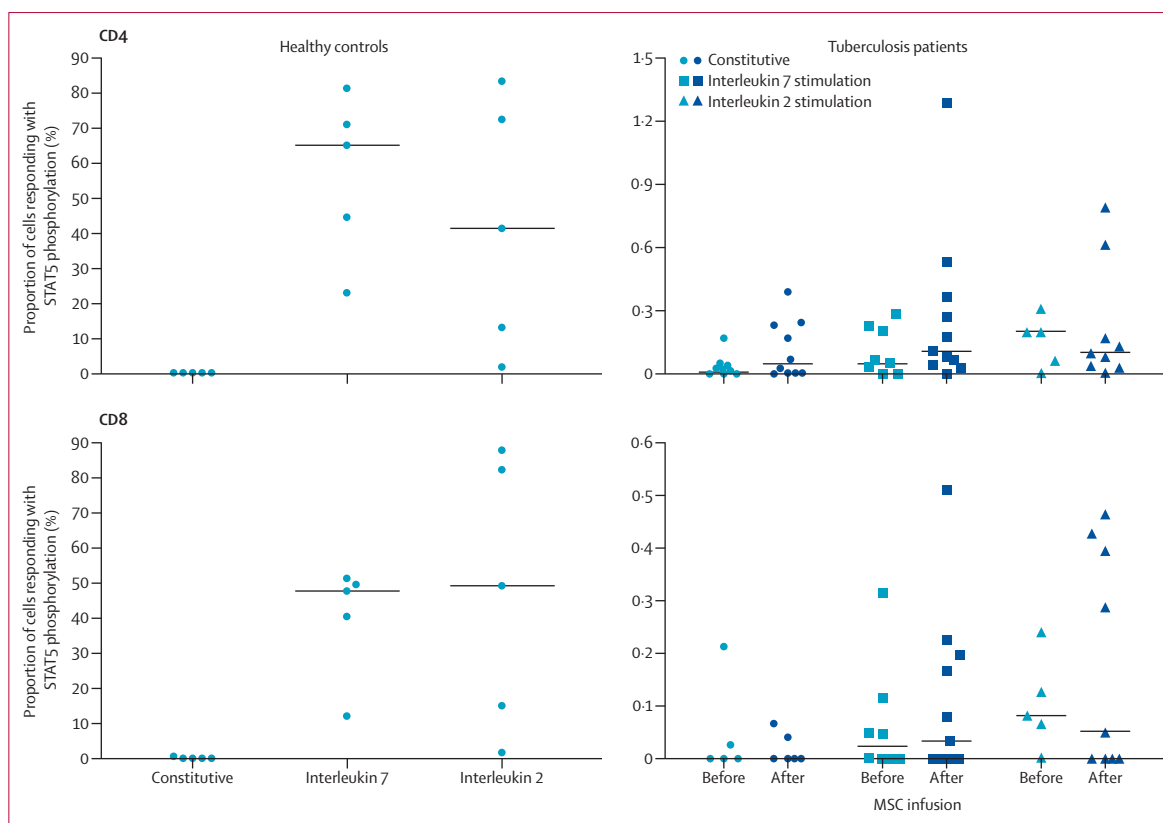 CD4
Healthy controls
Tuberculosis patients
Proportion of cells responding with
STAT5 phosphorylation (%)
90
80
70
60
50
40
30
20
10
0
1·5
1·2
0·9
0·6
0·3
0
Constitutive
Interleukin 7 stimulation
Interleukin 2 stimulation
CD8
Proportion of cells responding with
STAT5 phosphorylation (%)
90
80
70
60
50
40
30
20
10
0
Constitutive
Interleukin 7
Interleukin 2
0·6
0·5
0·4
0·3
0·2
0·1
0
Before
After
Before
After
Before
After
MSC infusion